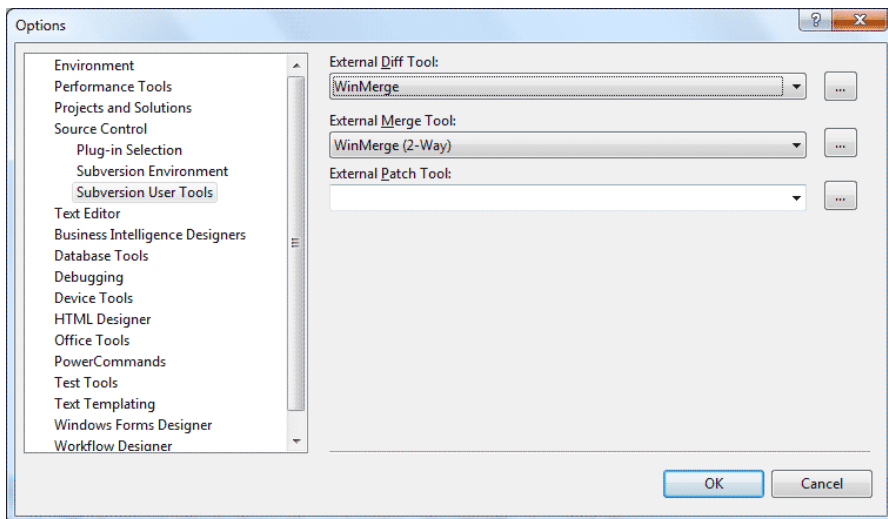 Options
Environment
Performance Tools
Projects and Solutions
Source Control
Plug-in Selection
Subversion Environment
Subversion User Tools
Text Editor
Business Intelligence Designers
Database Tools
Debugging
Device Tools
HTML Designer
Office Tools
PowerCommands
Test Tools
Text Templating
Windows Forms Designer
Workflow Designer
External Diff Tool:
WinMerge
...
External Merge Tool:
WinMerge (2-Way)
...
External Patch Tool:
...
OK
Cancel